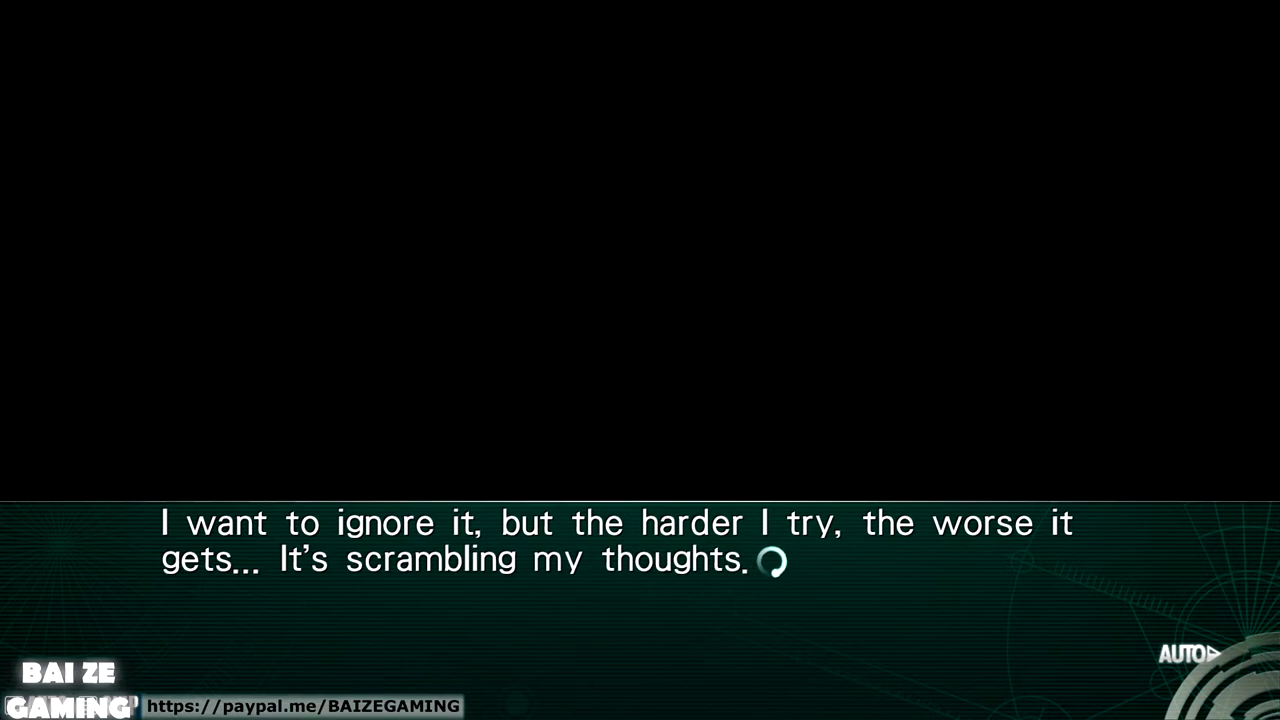 I want to ignore it, but the harder I try, the worse it
gets... It's scrambling my thoughts.
AUTO
BAI ZE
GAMING
https://paypal.me/BAIZEGAMING